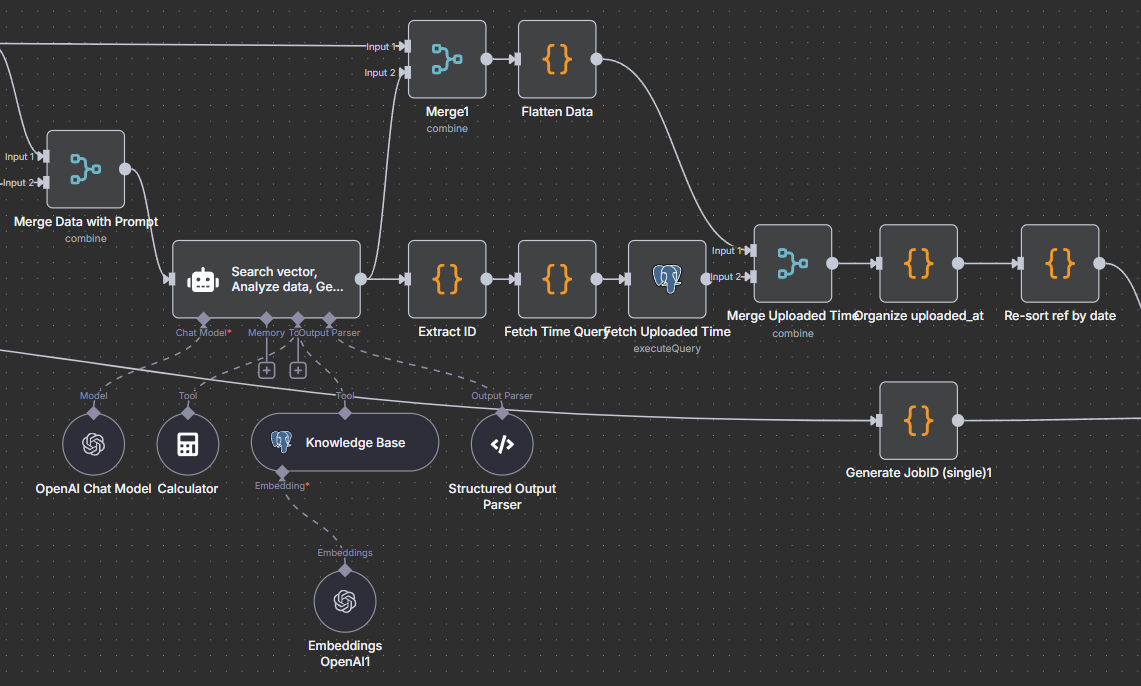 Input 1
Input 2
Merge1
combine
Flatten Data
Input 1
Input 2
Merge Data with Prompt
combine
Search vector,
Analyze data, Ge...
Chat Model*
Memory
Output Parser
Extract ID
Fetch Time Query
Fetch Uploaded Time
executeQuery
Input 1
Input 2
Merge Uploaded Time
combine
Organize uploaded_at
Re-sort ref by date
Model
Tool
Tool
Output Parser
OpenAI Chat Model
Calculator
Knowledge Base
Embedding*
Structured Output
Parser
Generate JobID (single)1
Embeddings
Embeddings
OpenAI1